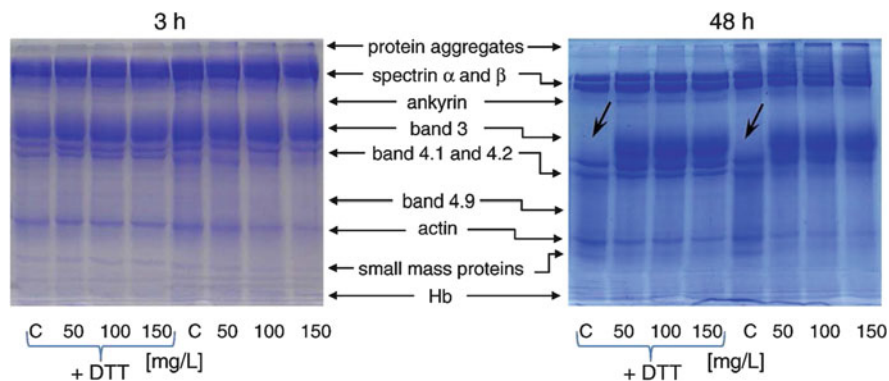 3 h
48 h
protein aggregates
spectrin α and β
ankyrin
band 3
band 4.1 and 4.2
band 4.9
actin
small mass proteins
Hb
C 50 100 150 C 50 100 150
+ DTT [mg/L]
C 50 100 150 C 50 100 150
+ DTT [mg/L]